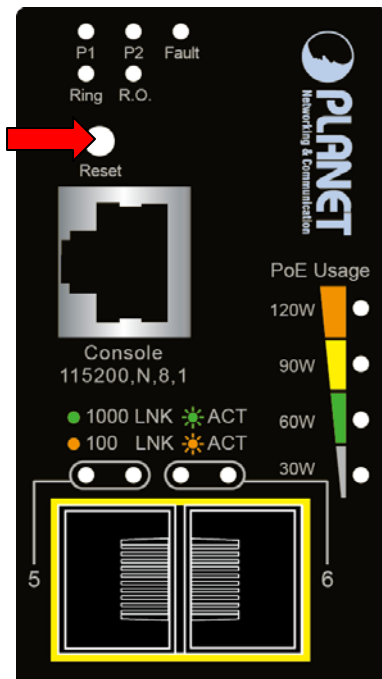 P1 P2 Fault
Ring R.O.
Reset
PLANET
Networking & Communication
Console
115200,N,8,1
PoE Usage
120W
90W
60W
30W
1000 LNK ACT
100 LNK ACT
5 6